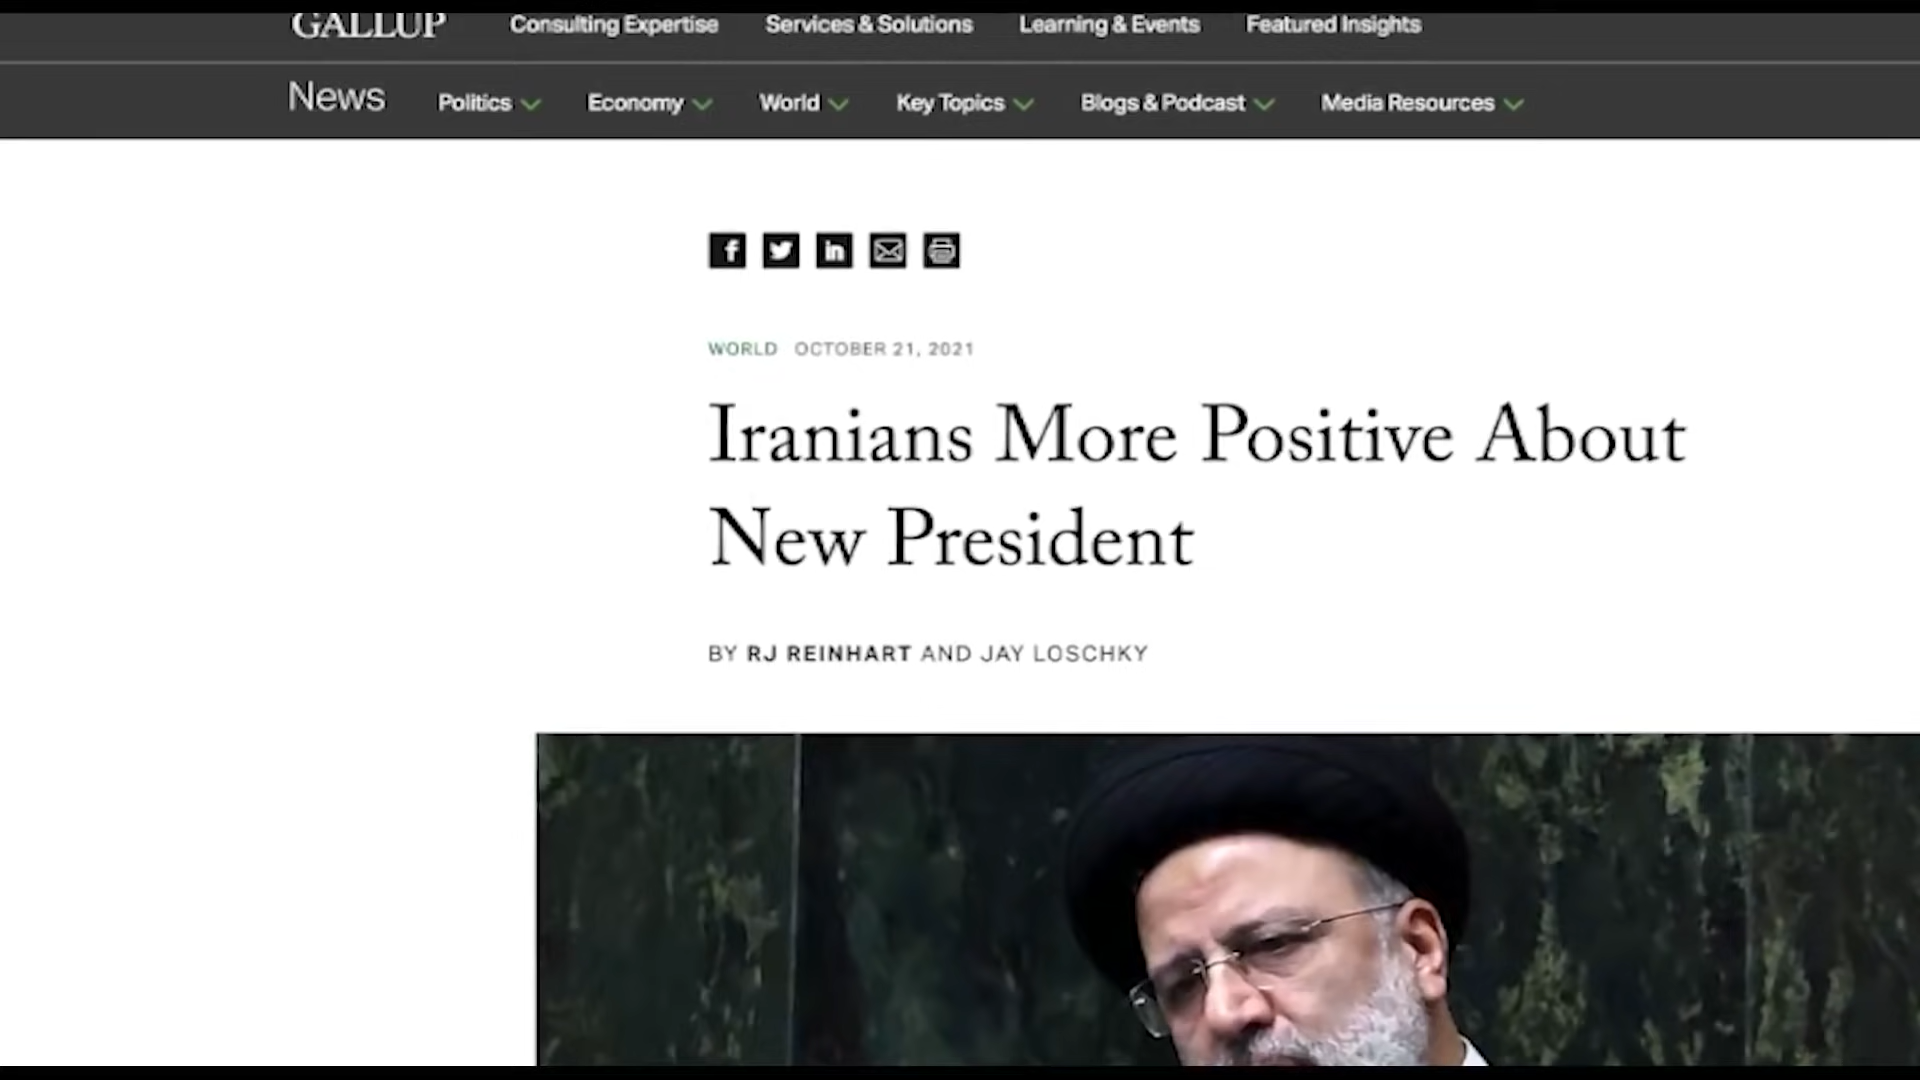 GALLUP Consulting Expertise Services & Solutions Learning & Events Featured Insights
News Politics Economy World Key Topics Blogs & Podcast Media Resources
WORLD OCTOBER 21, 2021
Iranians More Positive About
New President
BY RJ REINHART AND JAY LOSCHKY